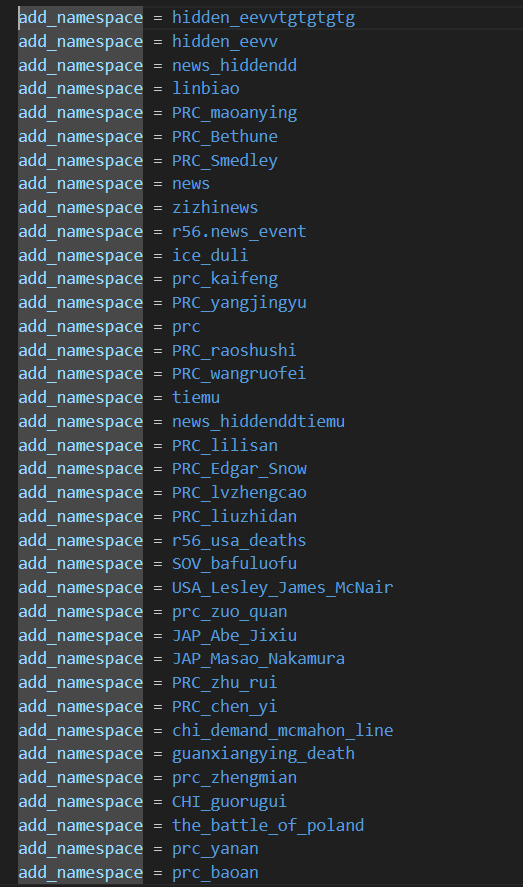 add_namespace = hidden_eevvtgtgtgtg
add_namespace = hidden_eevv
add_namespace = news_hiddendd
add_namespace = linbiao
add_namespace = PRC_maoanying
add_namespace = PRC_Bethune
add_namespace = PRC_Smedley
add_namespace = news
add_namespace = zizhinews
add_namespace = r56.news_event
add_namespace = ice_duli
add_namespace = prc_kaifeng
add_namespace = PRC_yangjingyu
add_namespace = prc
add_namespace = PRC_raoshushi
add_namespace = PRC_wangruofei
add_namespace = tiemu
add_namespace = news_hiddenddtiemu
add_namespace = PRC_lilisan
add_namespace = PRC_Edgar_Snow
add_namespace = PRC_lvzhengcao
add_namespace = PRC_liuzhidan
add_namespace = r56_usa_deaths
add_namespace = SOV_bafuluofu
add_namespace = USA_Lesley_James_McNair
add_namespace = prc_zuo_quan
add_namespace = JAP_Abe_Jixiu
add_namespace = JAP_Masao_Nakamura
add_namespace = PRC_zhu_rui
add_namespace = PRC_chen_yi
add_namespace = chi_demand_mcmahon_line
add_namespace = guanxiangying_death
add_namespace = prc_zhengmian
add_namespace = CHI_guorugui
add_namespace = the_battle_of_poland
add_namespace = prc_yanan
add_namespace = prc_baoan